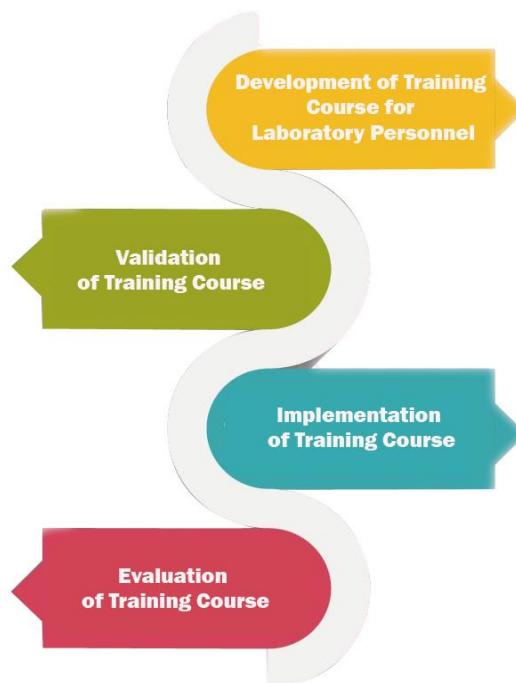 Development of Training
Course for
Laboratory Personnel
Validation
of Training Course
Implementation
of Training Course
Evaluation
of Training Course